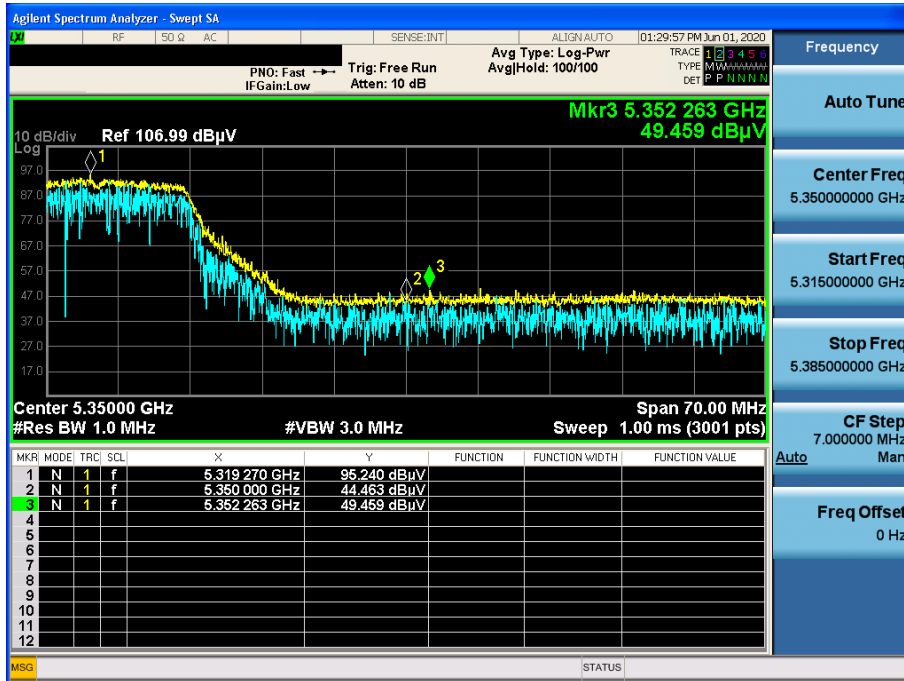 Agilent Spectrum Analyzer - Swept SA
LXI RF 50 Ω AC SENSE:INT ALIGN AUTO 01:29:57 PM Jun 01, 2020
PNO: Fast
IFGain:Low
Trig: Free Run
Atten: 10 dB
Avg Type: Log-Pwr
Avg|Hold: 100/100
TRACE 1 2 3 4 5 6
TYPE M W W W W W
DET P P N N N N
Mkr3 5.352 263 GHz
49.459 dBµV
10 dB/div Ref 106.99 dBµV
Log
97.0
87.0
77.0
67.0
57.0
47.0
37.0
27.0
17.0
1
2
3
Center 5.35000 GHz Span 70.00 MHz
#Res BW 1.0 MHz #VBW 3.0 MHz Sweep 1.00 ms (3001 pts)
MKR MODE TRC SCL X Y FUNCTION FUNCTION WIDTH FUNCTION VALUE
1 N 1 f 5.319 270 GHz 95.240 dBµV
2 N 1 f 5.350 000 GHz 44.463 dBµV
3 N 1 f 5.352 263 GHz 49.459 dBµV
4
5
6
7
8
9
10
11
12
MSG STATUS
Frequency
Auto Tune
Center Freq
5.350000000 GHz
Start Freq
5.315000000 GHz
Stop Freq
5.385000000 GHz
CF Step
7.000000 MHz
Auto Man
Freq Offset
0 Hz